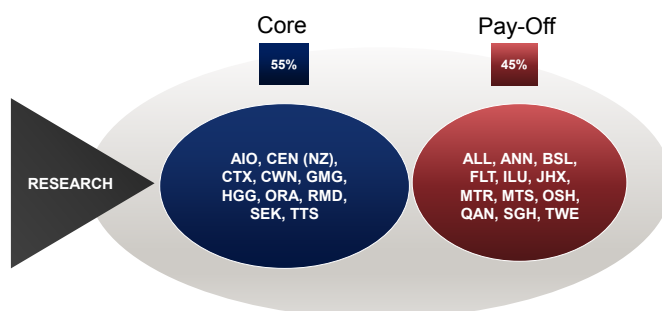 Core
Pay-Off
55%
45%
RESEARCH
AIO, CEN (NZ),
CTX, CWN, GMG,
HGG, ORA, RMD,
SEK, TTS
ALL, ANN, BSL,
FLT, ILU, JHX,
MTR, MTS, OSH,
QAN, SGH, TWE